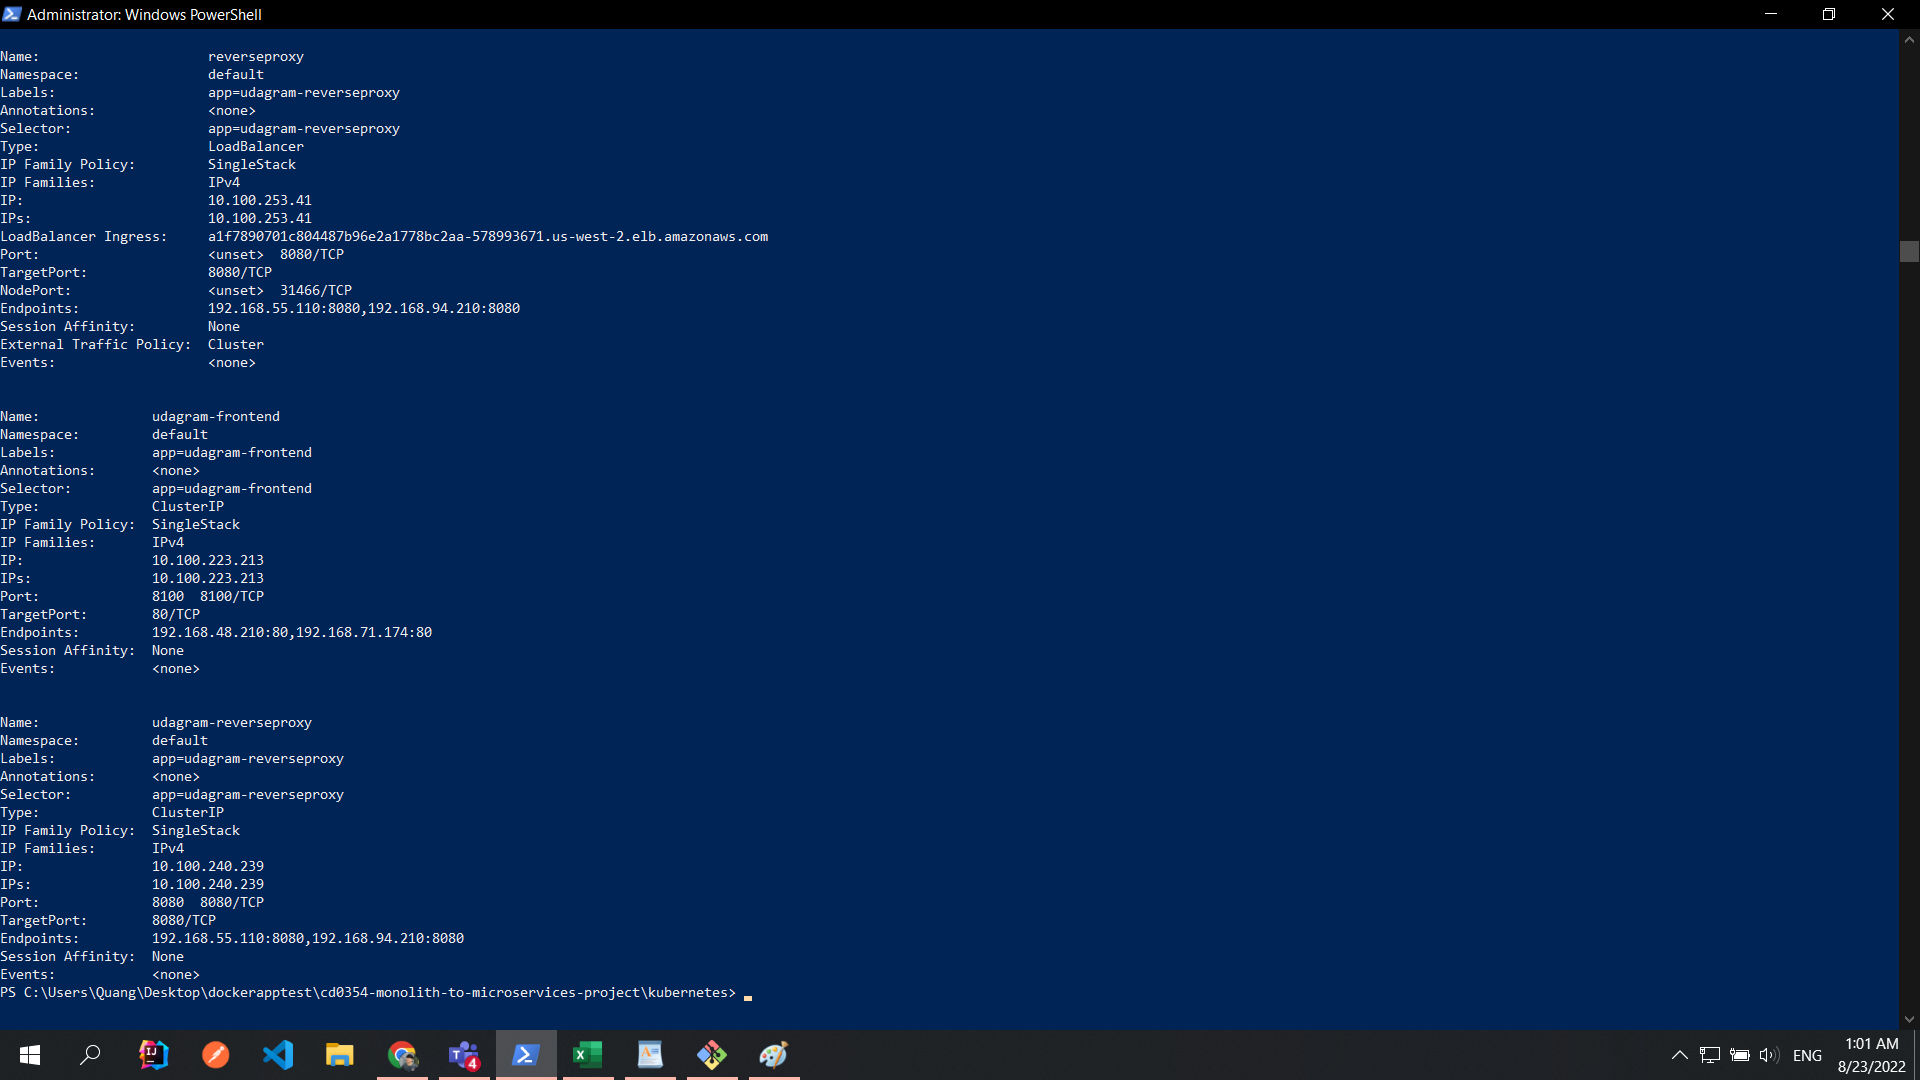 Administrator: Windows PowerShell
Name: reverseproxy
Namespace: default
Labels: app=udagram-reverseproxy
Annotations: <none>
Selector: app=udagram-reverseproxy
Type: LoadBalancer
IP Family Policy: SingleStack
IP Families: IPv4
IP: 10.100.253.41
IPs: 10.100.253.41
LoadBalancer Ingress: a1f7890701c804487b96e2a1778bc2aa-578993671.us-west-2.elb.amazonaws.com
Port: <unset> 8080/TCP
TargetPort: 8080/TCP
NodePort: <unset> 31466/TCP
Endpoints: 192.168.55.110:8080,192.168.94.210:8080
Session Affinity: None
External Traffic Policy: Cluster
Events: <none>
Name: udagram-frontend
Namespace: default
Labels: app=udagram-frontend
Annotations: <none>
Selector: app=udagram-frontend
Type: ClusterIP
IP Family Policy: SingleStack
IP Families: IPv4
IP: 10.100.223.213
IPs: 10.100.223.213
Port: 8100 8100/TCP
TargetPort: 80/TCP
Endpoints: 192.168.48.210:80,192.168.71.174:80
Session Affinity: None
Events: <none>
Name: udagram-reverseproxy
Namespace: default
Labels: app=udagram-reverseproxy
Annotations: <none>
Selector: app=udagram-reverseproxy
Type: ClusterIP
IP Family Policy: SingleStack
IP Families: IPv4
IP: 10.100.240.239
IPs: 10.100.240.239
Port: 8080 8080/TCP
TargetPort: 8080/TCP
Endpoints: 192.168.55.110:8080,192.168.94.210:8080
Session Affinity: None
Events: <none>
PS C:\Users\Quang\Desktop\dockerapptest\cd0354-monolith-to-microservices-project\kubernetes>
IJ
T
4
X
ENG
1:01 AM
8/23/2022